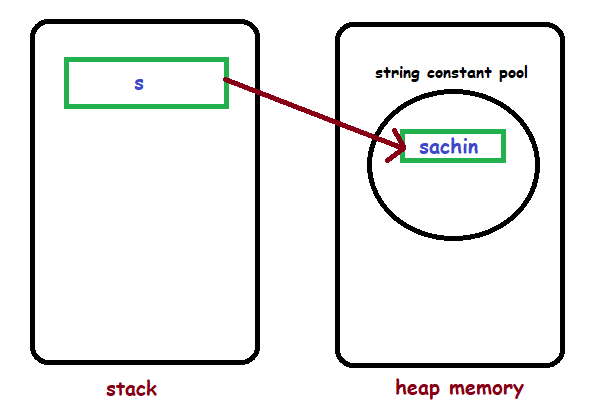 s
string constant pool
sachin
stack
heap memory